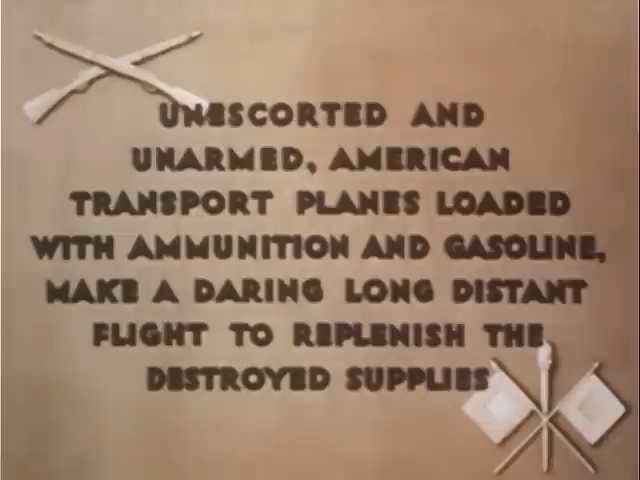 UNESCORTED AND
UNARMED, AMERICAN
TRANSPORT PLANES LOADED
WITH AMMUNITION AND GASOLINE,
MAKE A DARING LONG DISTANT
FLIGHT TO REPLENISH THE
DESTROYED SUPPLIES